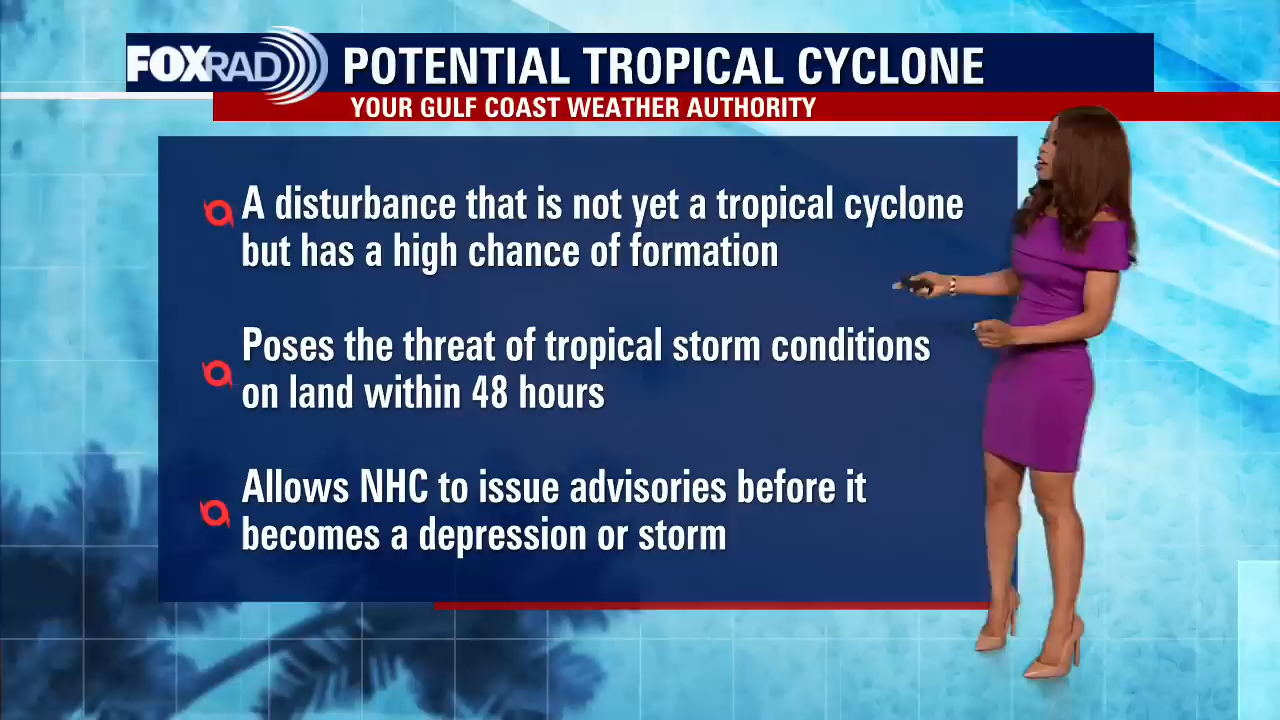 FOXRAD POTENTIAL TROPICAL CYCLONE
YOUR GULF COAST WEATHER AUTHORITY
A disturbance that is not yet a tropical cyclone
but has a high chance of formation
Poses the threat of tropical storm conditions
on land within 48 hours
Allows NHC to issue advisories before it
becomes a depression or storm